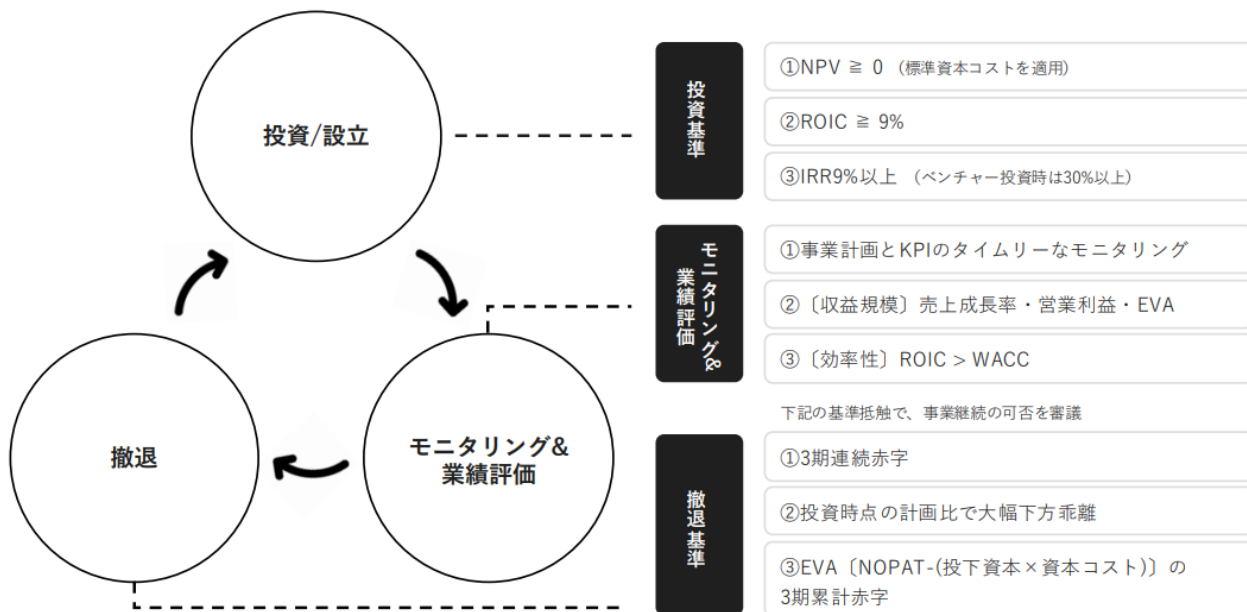 投資/設立
撤退
モニタリング&
業績評価
投資基準
①NPV ≧ 0 （標準資本コストを適用）
②ROIC ≧ 9%
③IRR9%以上 （ベンチャー投資時は30%以上）
モニタリング&
業績評価
①事業計画とKPIのタイムリーなモニタリング
②〔収益規模〕売上成長率・営業利益・EVA
③〔効率性〕ROIC > WACC
下記の基準抵触で、事業継続の可否を審議
撤退基準
①3期連続赤字
②投資時点の計画比で大幅下方乖離
③EVA〔NOPAT-(投下資本×資本コスト)〕の
3期累計赤字